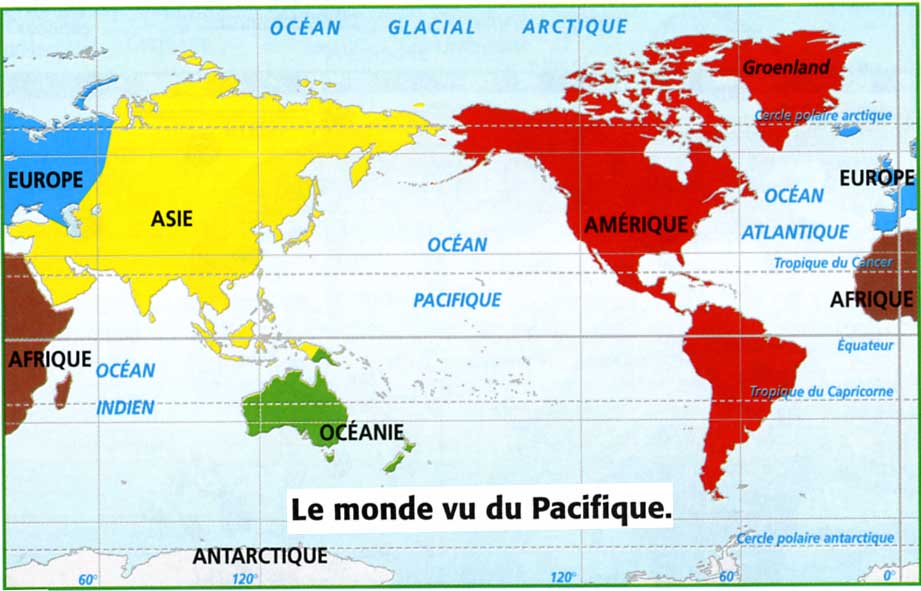 OCÉAN GLACIAL ARCTIQUE
Groenland
Cercle polaire arctique
EUROPE
EUROPE
ASIE
AMÉRIQUE
OCÉAN
ATLANTIQUE
OCÉAN
PACIFIQUE
Tropique du Cancer
AFRIQUE
AFRIQUE
Équateur
OCÉAN
INDIEN
Tropique du Capricorne
OCÉANIE
Le monde vu du Pacifique.
Cercle polaire antarctique
ANTARCTIQUE
60° 120° 120° 60° 0°